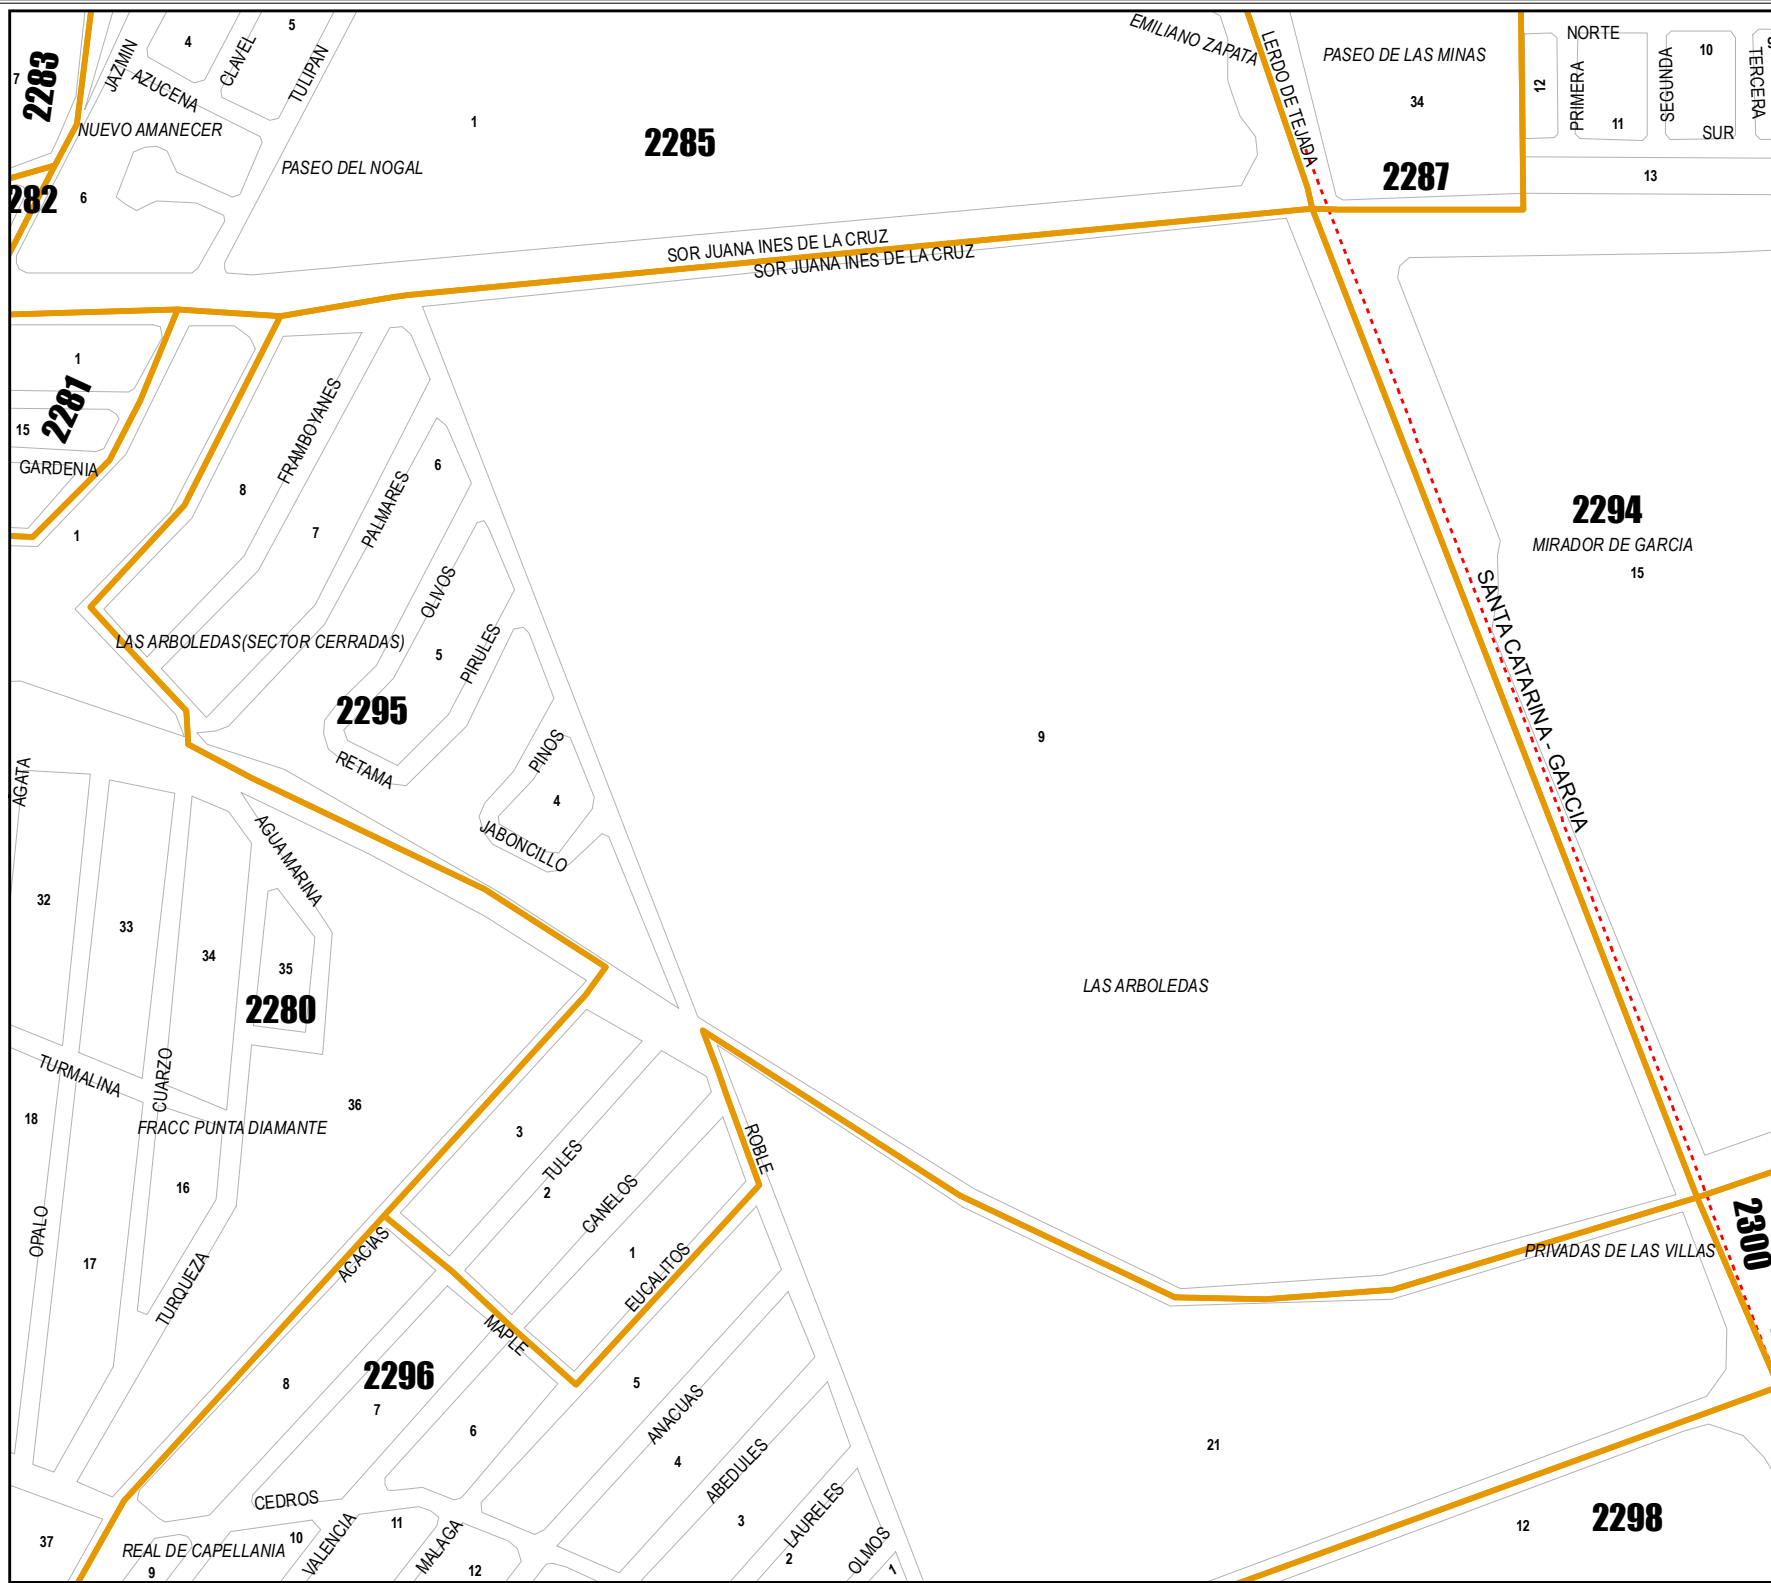 5
4
CLAVEL
JAZMIN
TULIPAN
AZUCENA
7
2283
NUEVO AMANECER
PASEO DEL NOGAL
1
2285
EMILIANO ZAPATA
LERDO DE TEJADA
PASEO DE LAS MINAS
34
2287
NORTE
12
PRIMERA
11
SEGUNDA
10
SUR
TERCERA
9
13
282
6
SOR JUANA INES DE LA CRUZ
SOR JUANA INES DE LA CRUZ
1
2281
15
GARDENIA
1
FRAMBOYANES
8
7
PALMARES
6
OLIVOS
5
PIRULES
LAS ARBOLEDAS(SECTOR CERRADAS)
2295
RETAMA
PINOS
4
JABONCILLO
9
LAS ARBOLEDAS
2294
MIRADOR DE GARCIA
15
SANTA CATARINA - GARCIA
AGATA
AGUA MARINA
32
33
34
35
2280
TURMALINA
CUARZO
18
FRACC PUNTA DIAMANTE
36
16
OPALO
17
TURQUEZA
3
TULES
2
CANELOS
1
EUCALITOS
ROBLE
ACACIAS
MAPLE
PRIVADAS DE LAS VILLAS
2300
8
2296
7
6
5
ANACUAS
4
ABEDULES
3
LAURELES
2
OLMOS
1
21
CEDROS
VALENCIA
11
MALAGA
12
10
REAL DE CAPELLANIA
9
37
12
2298